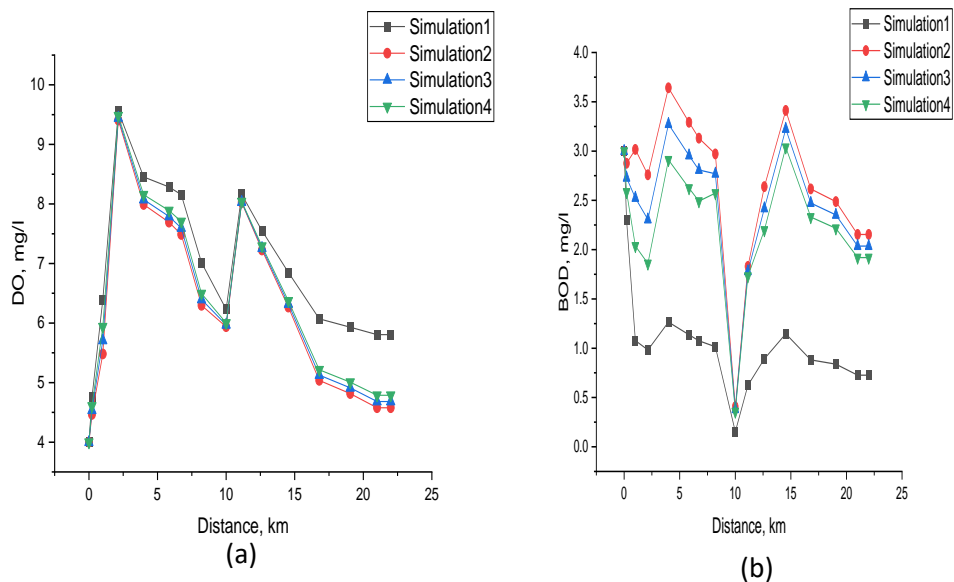 Simulation1
Simulation2
Simulation3
Simulation4
10
9
8
7
6
5
4
DO, mg/l
0
5
10
15
20
25
Distance, km
(a)
Simulation1
Simulation2
Simulation3
Simulation4
4.0
3.5
3.0
2.5
2.0
1.5
1.0
0.5
0.0
BOD, mg/l
0
5
10
15
20
25
Distance, km
(b)